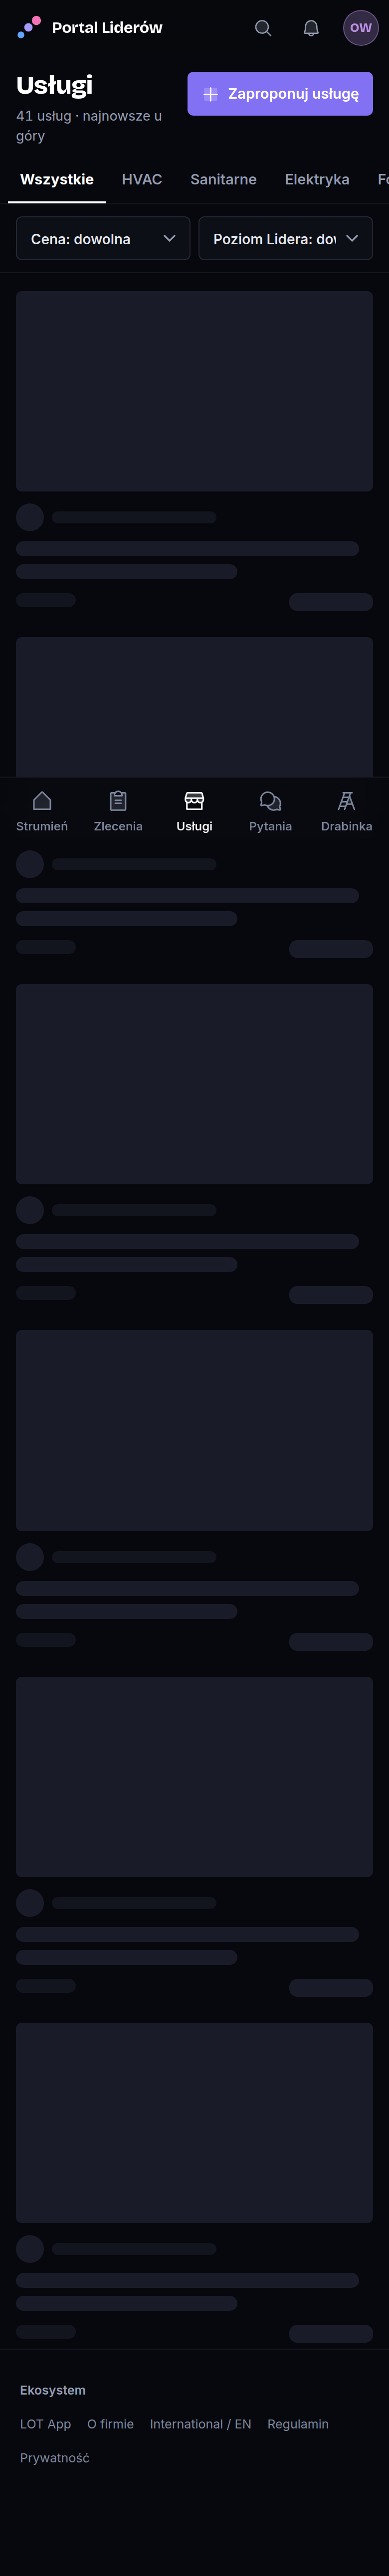 Portal Liderów
OW
Usługi
Zaproponuj usługę
41 usług · najnowsze u
góry
Wszystkie HVAC Sanitarne Elektryka
Cena: dowolna
Poziom Lidera:
Strumień Zlecenia Usługi Pytania Drabinka
Ekosystem
LOT App O firmie International / EN Regulamin
Prywatność